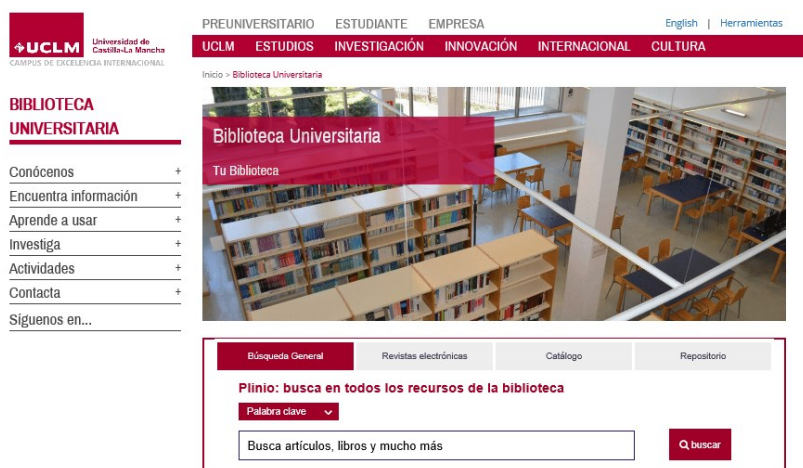 UCLM
Universidad de
Castilla-La Mancha
CAMPUS DE EXCELENCIA INTERNACIONAL
PREUNIVERSITARIO ESTUDIANTE EMPRESA
English | Herramientas
UCLM ESTUDIOS INVESTIGACIÓN INNOVACIÓN INTERNACIONAL CULTURA
Inicio > Biblioteca Universitaria
BIBLIOTECA
UNIVERSITARIA
Conócenos +
Encuentra información +
Aprende a usar +
Investiga +
Actividades +
Contacta +
Síguenos en...
Biblioteca Universitaria
Tu Biblioteca
Búsqueda General Revistas electrónicas Catálogo Repositorio
Plinio: busca en todos los recursos de la biblioteca
Palabra clave
Busca artículos, libros y mucho más
buscar